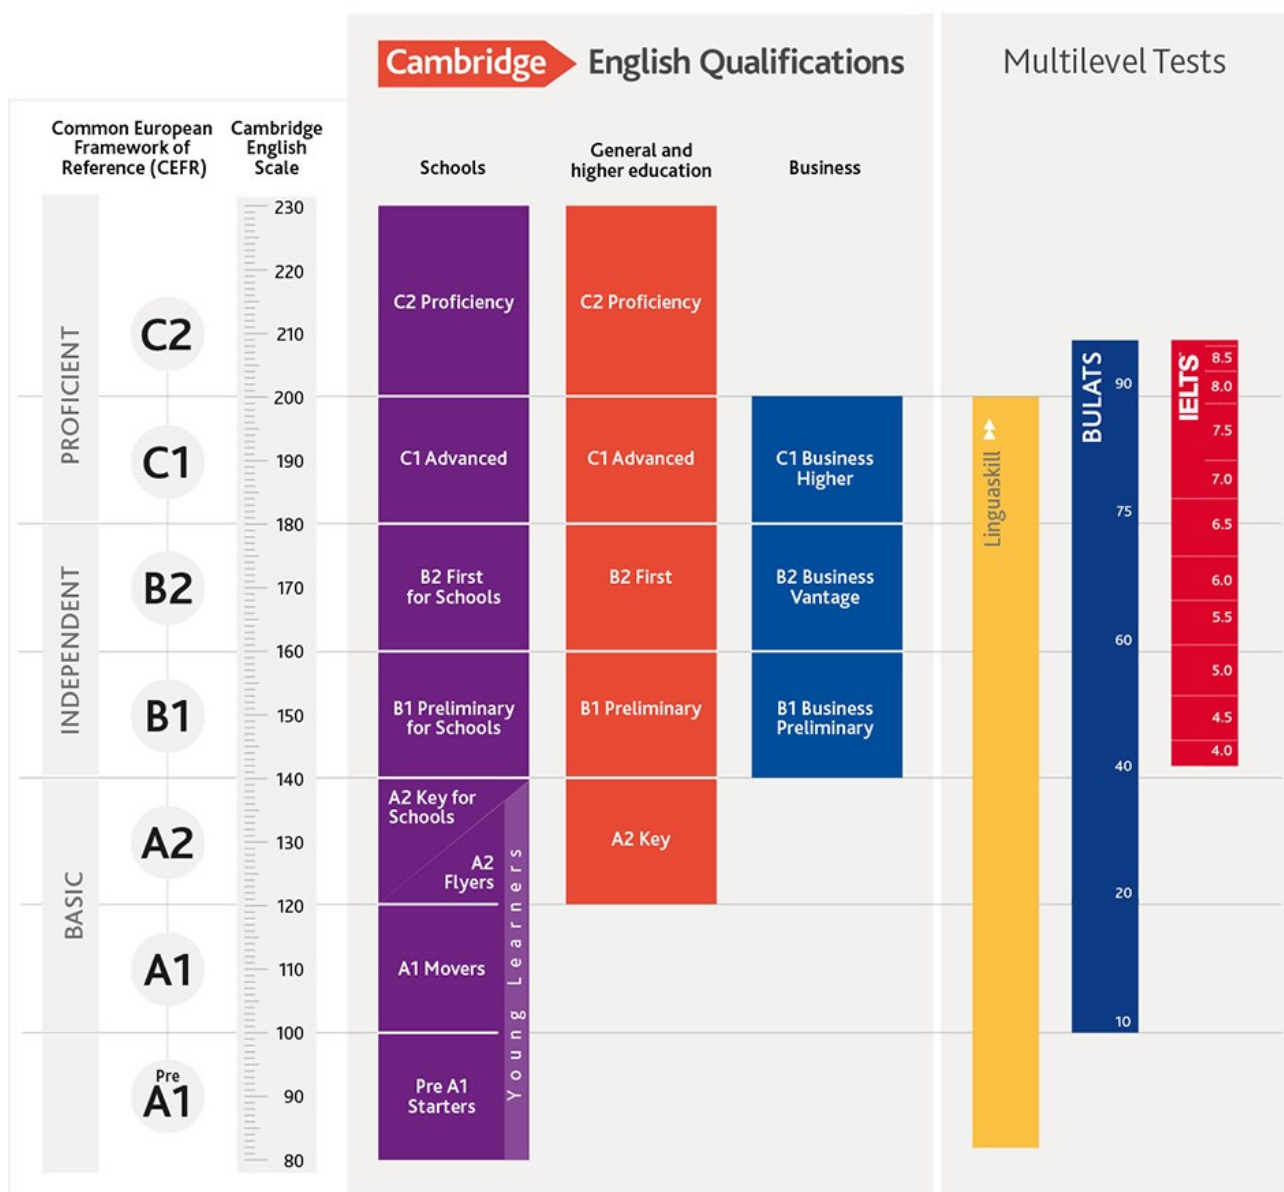 Cambridge English Qualifications
Multilevel Tests
Common European
Framework of
Reference (CEFR)
Cambridge
English
Scale
Schools
General and
higher education
Business
PROFICIENT
INDEPENDENT
BASIC
C2
C1
B2
B1
A2
A1
Pre
A1
230
220
210
200
190
180
170
160
150
140
130
120
110
100
90
80
C2 Proficiency
C1 Advanced
B2 First
for Schools
B1 Preliminary
for Schools
A2 Key for
Schools
A2
Flyers
A1 Movers
Pre A1
Starters
Young Learners
C2 Proficiency
C1 Advanced
B2 First
B1 Preliminary
A2 Key
C1 Business
Higher
B2 Business
Vantage
B1 Business
Preliminary
Linguaskill
BULATS
90
75
60
40
20
10
IELTS
8.5
8.0
7.5
7.0
6.5
6.0
5.5
5.0
4.5
4.0